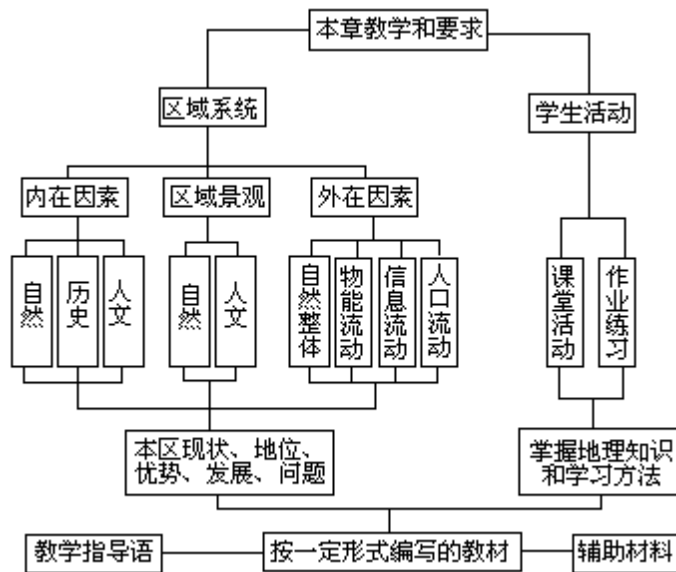 本章教学和要求
区域系统
学生活动
内在因素
区域景观
外在因素
自然
历史
人文
自然
人文
自然整体
物能流动
信息流动
人口流动
课堂活动
作业练习
本区现状、地位、
优势、发展、问题
掌握地理知识
和学习方法
教学指导语
按一定形式编写的教材
辅助材料